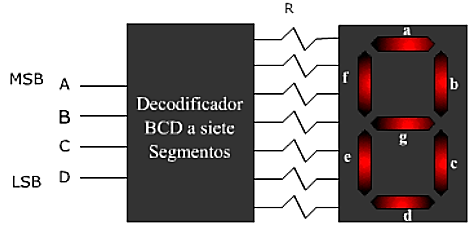 R
MSB A
B
C
LSB D
Decodificador
BCD a siete
Segmentos
a
f b
g
e c
d